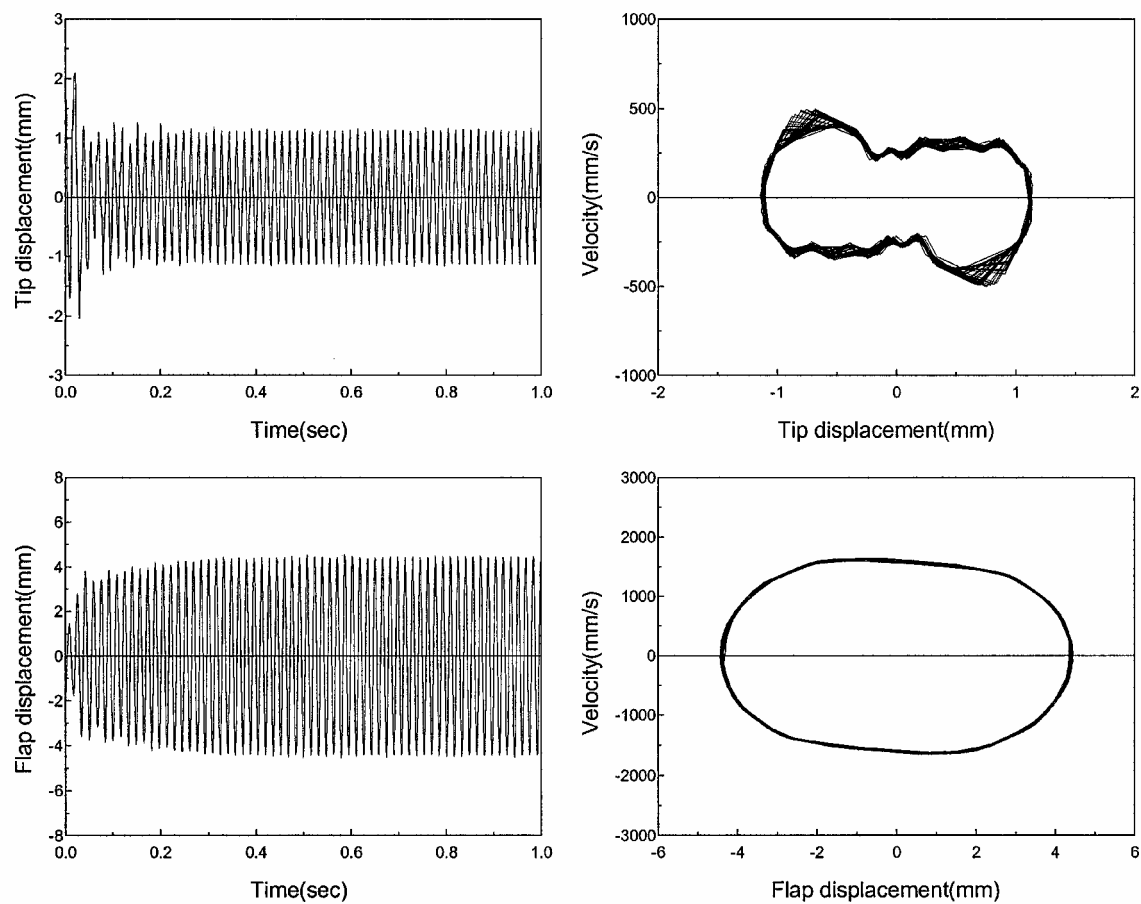 3
2
1
0
-1
-2
-3
Tip displacement(mm)
0.0 0.2 0.4 0.6 0.8 1.0
Time(sec)
1000
500
0
-500
-1000
Velocity(mm/s)
-2 -1 0 1 2
Tip displacement(mm)
8
6
4
2
0
-2
-4
-6
-8
Flap displacement(mm)
0.0 0.2 0.4 0.6 0.8 1.0
Time(sec)
3000
2000
1000
0
-1000
-2000
-3000
Velocity(mm/s)
-6 -4 -2 0 2 4 6
Flap displacement(mm)